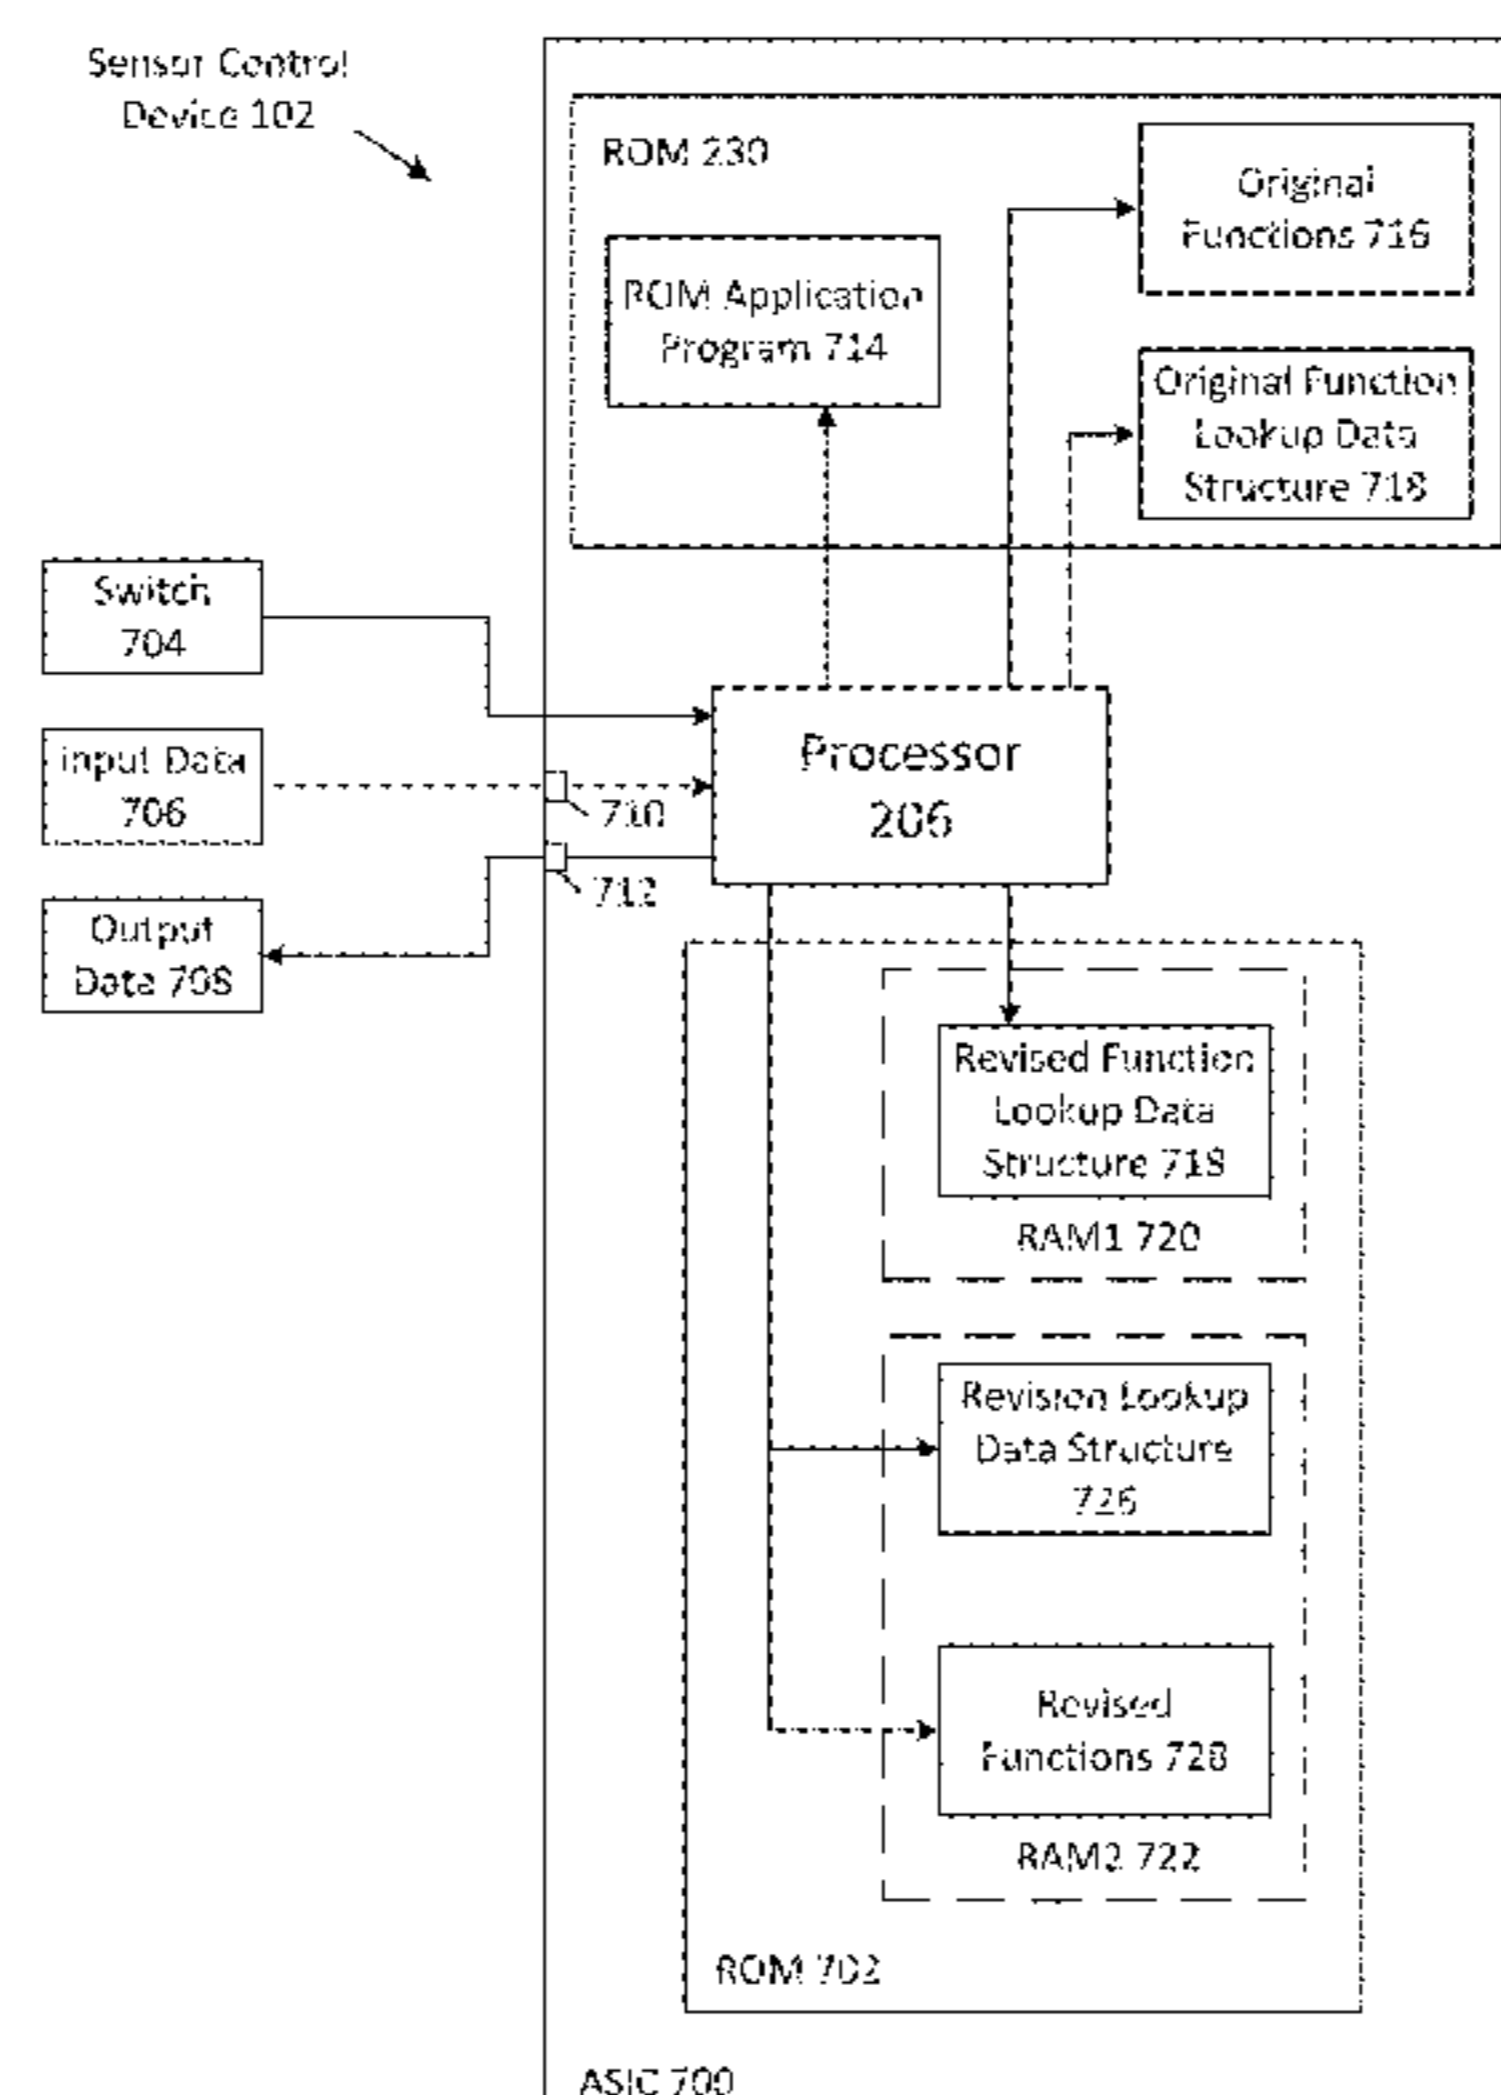 Sensor Control
Device 102
ROM 230
Original
Functions 716
ROM Application
Program 714
Original Function
Lookup Data
Structure 718
Switch
704
Input Data
706
710
712
Output
Data 708
Processor
206
Revised Function
Lookup Data
Structure 718
RAM1 720
Revision Lookup
Data Structure
726
Revised
Functions 728
RAM2 722
ROM 702
ASIC 700